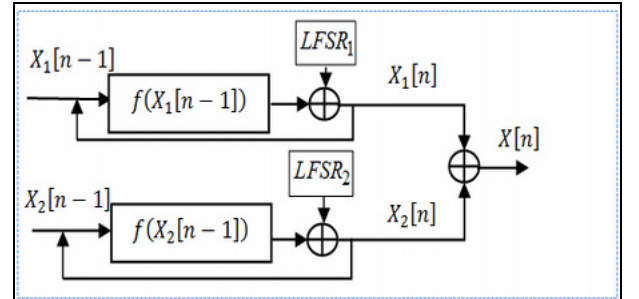 LFSR₁
X₁[n − 1]
X₁[n]
f(X₁[n − 1])
X[n]
LFSR₂
X₂[n − 1]
X₂[n]
f(X₂[n − 1])